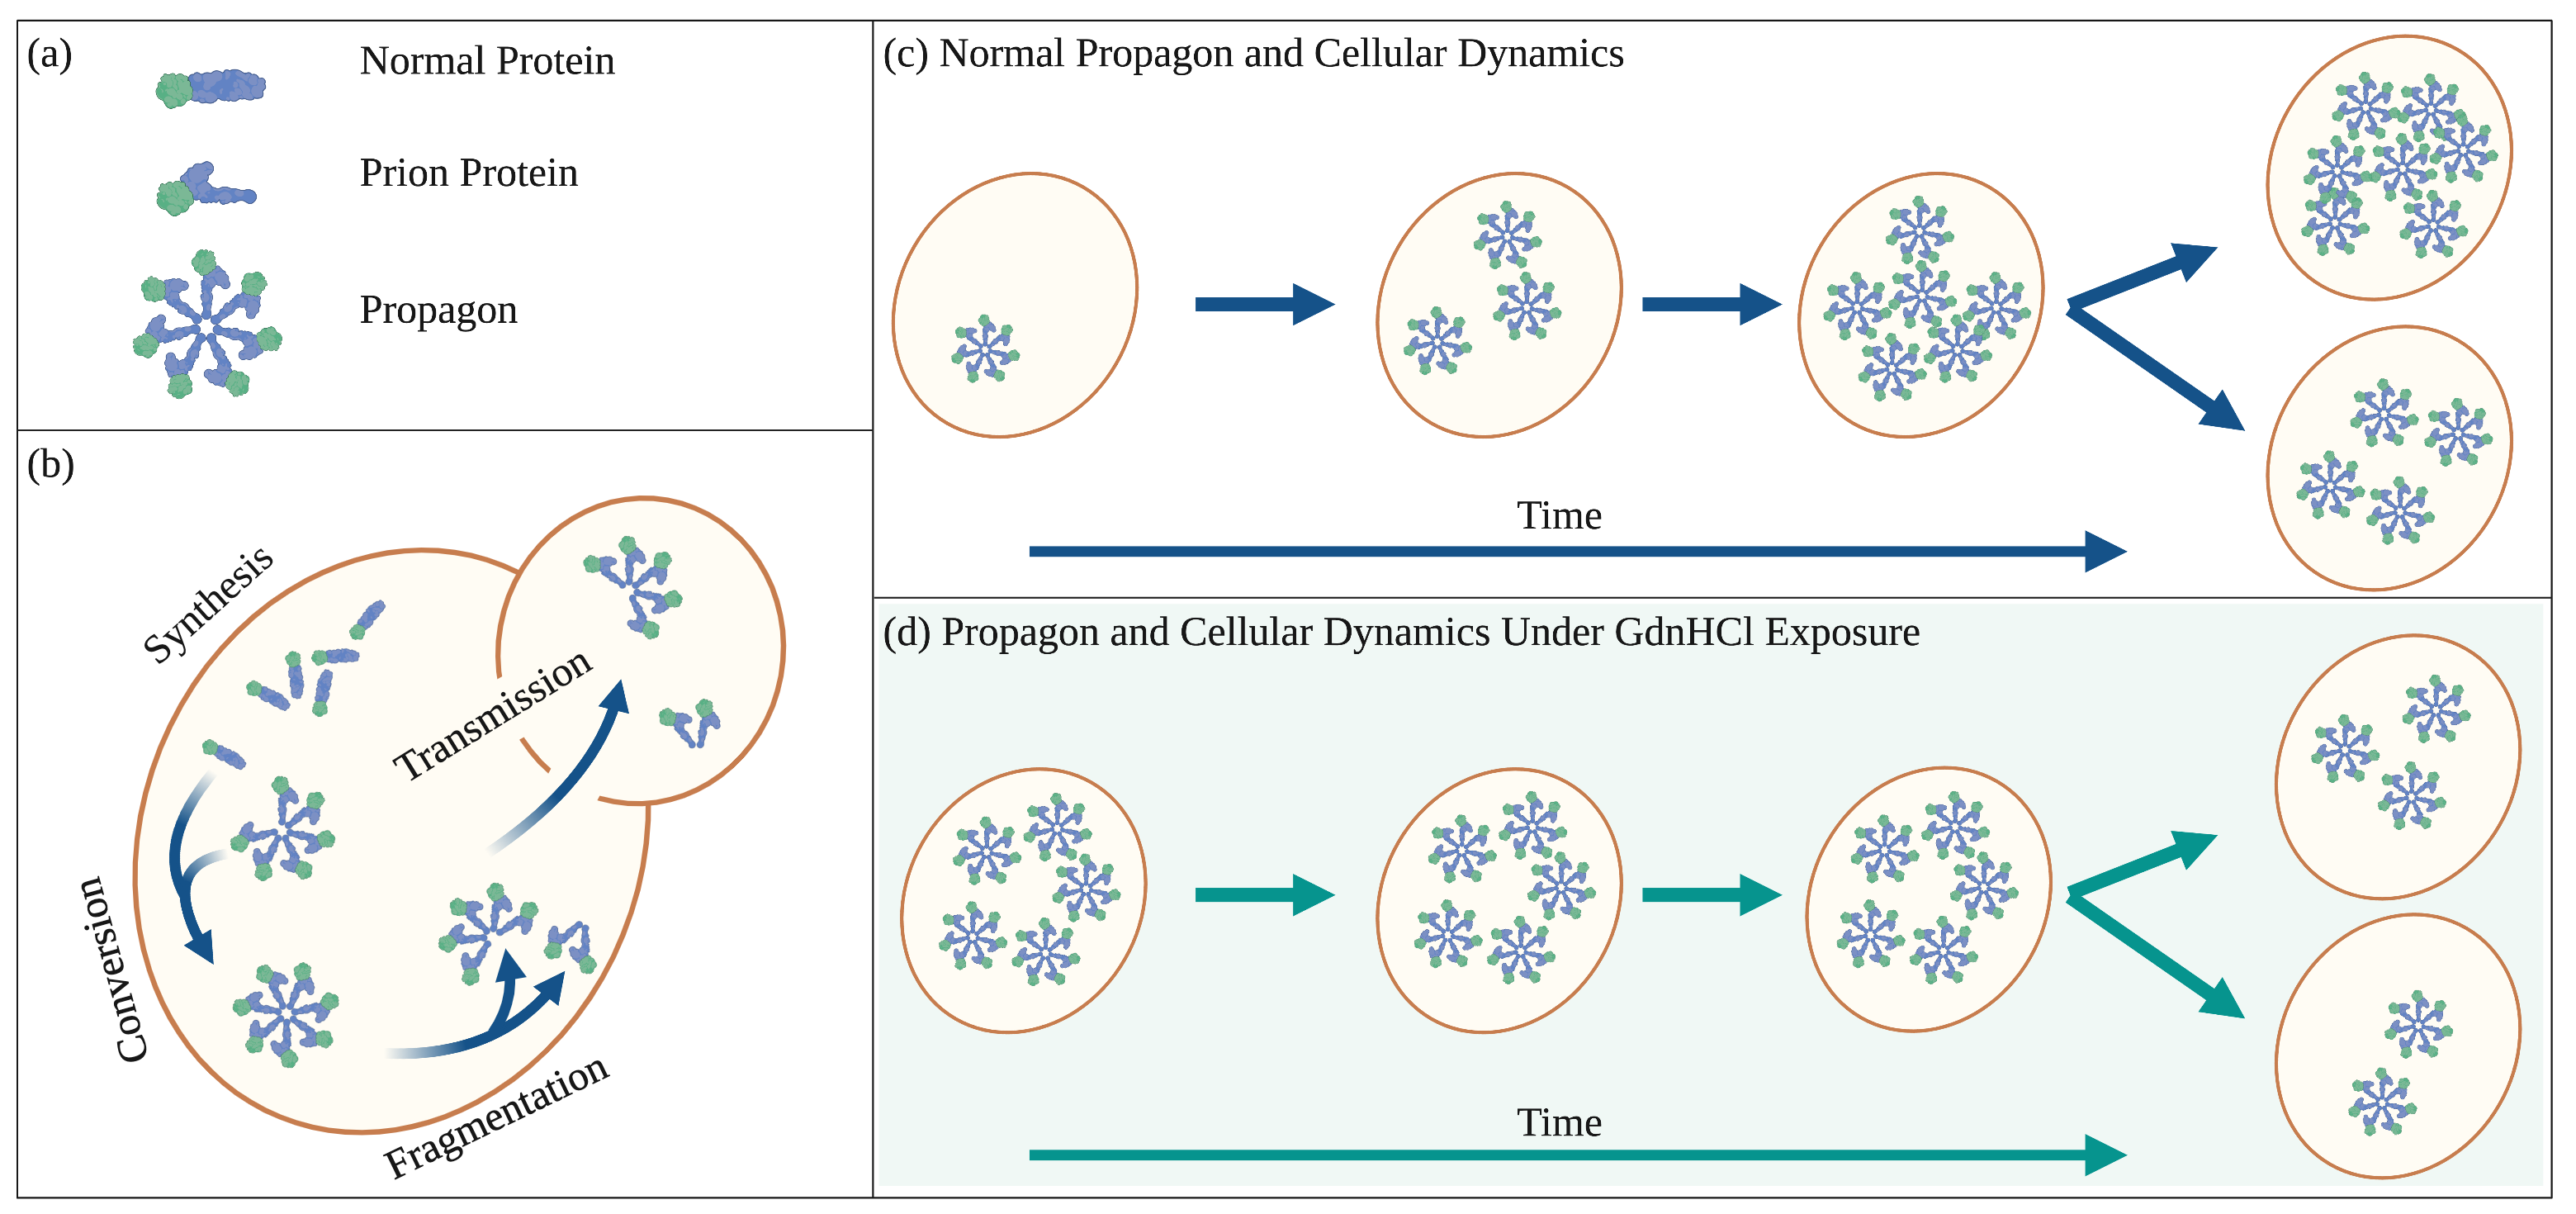 (a)
Normal Protein
Prion Protein
Propagon
(b)
Synthesis
Transmission
Conversion
Fragmentation
(c) Normal Propagon and Cellular Dynamics
Time
(d) Propagon and Cellular Dynamics Under GdnHCl Exposure
Time